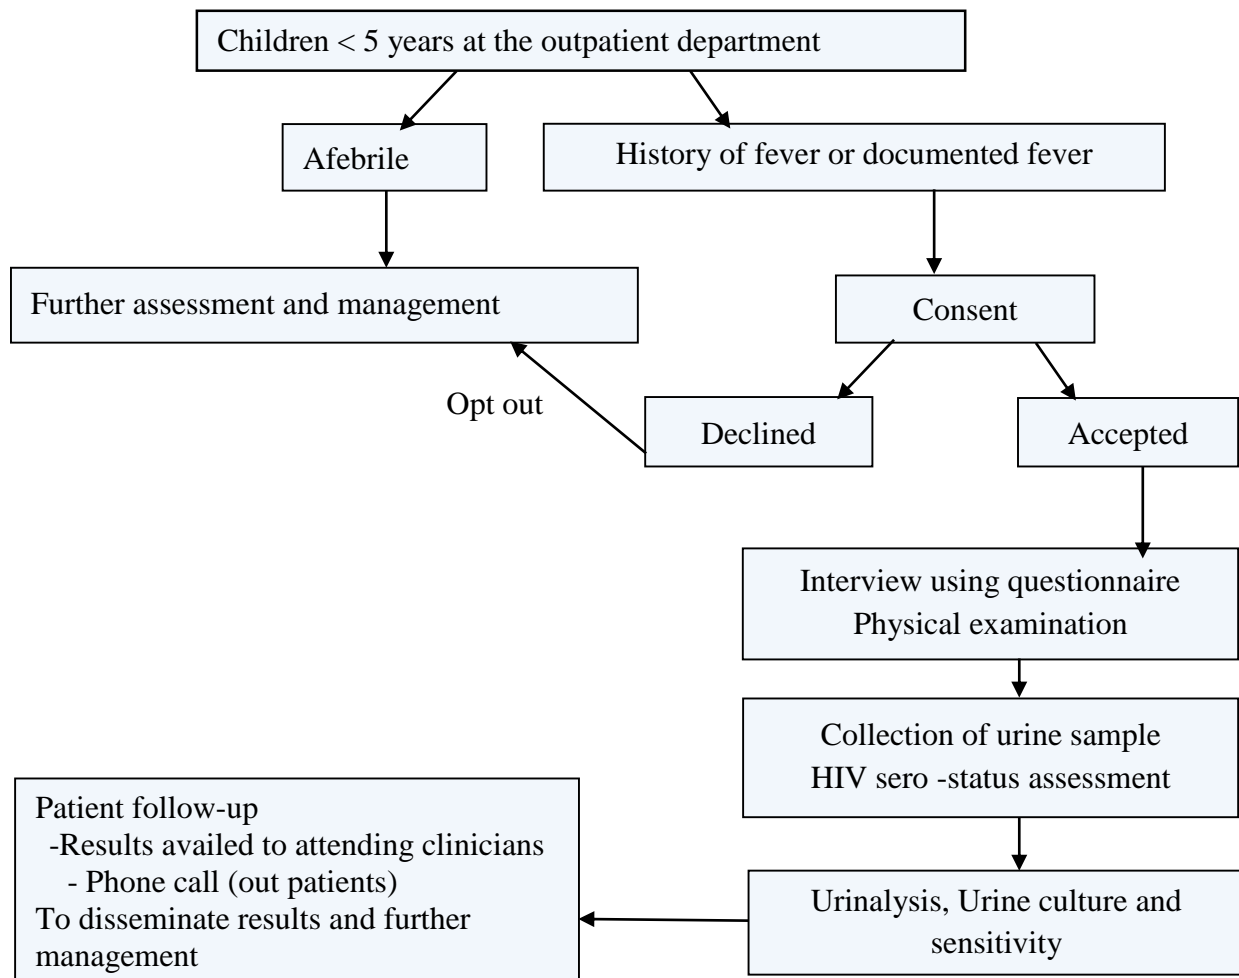 Children < 5 years at the outpatient department
Afebrile
History of fever or documented fever
Further assessment and management
Consent
Opt out
Declined
Accepted
Interview using questionnaire
Physical examination
Collection of urine sample
HIV sero -status assessment
Patient follow-up
-Results availed to attending clinicians
- Phone call (out patients)
To disseminate results and further
management
Urinalysis, Urine culture and
sensitivity